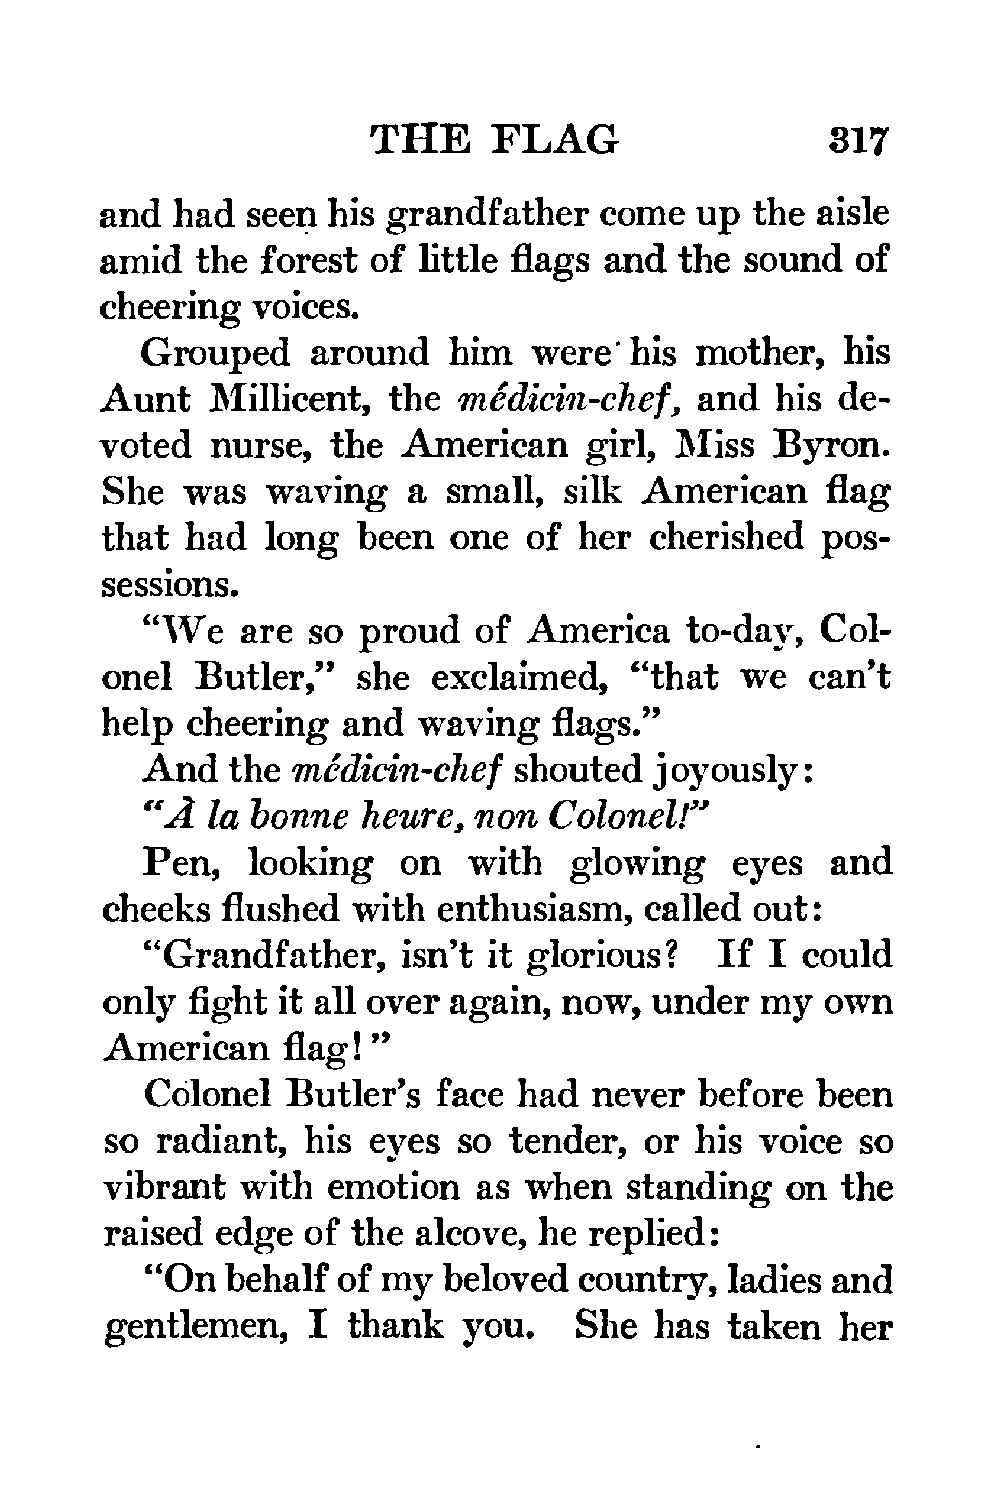 THE FLAG 317
and had seen his grandfather come up the aisle
amid the forest of little flags and the sound of
cheering voices.
Grouped around him were his mother, his
Aunt Millicent, the médicin-chef, and his de-
voted nurse, the American girl, Miss Byron.
She was waving a small, silk American flag
that had long been one of her cherished pos-
sessions.
“We are so proud of America to-day, Col-
onel Butler,” she exclaimed, “that we can’t
help cheering and waving flags.”
And the médicin-chef shouted joyously:
“À la bonne heure, non Colonel!”
Pen, looking on with glowing eyes and
cheeks flushed with enthusiasm, called out:
“Grandfather, isn’t it glorious? If I could
only fight it all over again, now, under my own
American flag!”
Colonel Butler’s face had never before been
so radiant, his eyes so tender, or his voice so
vibrant with emotion as when standing on the
raised edge of the alcove, he replied:
“On behalf of my beloved country, ladies and
gentlemen, I thank you. She has taken her